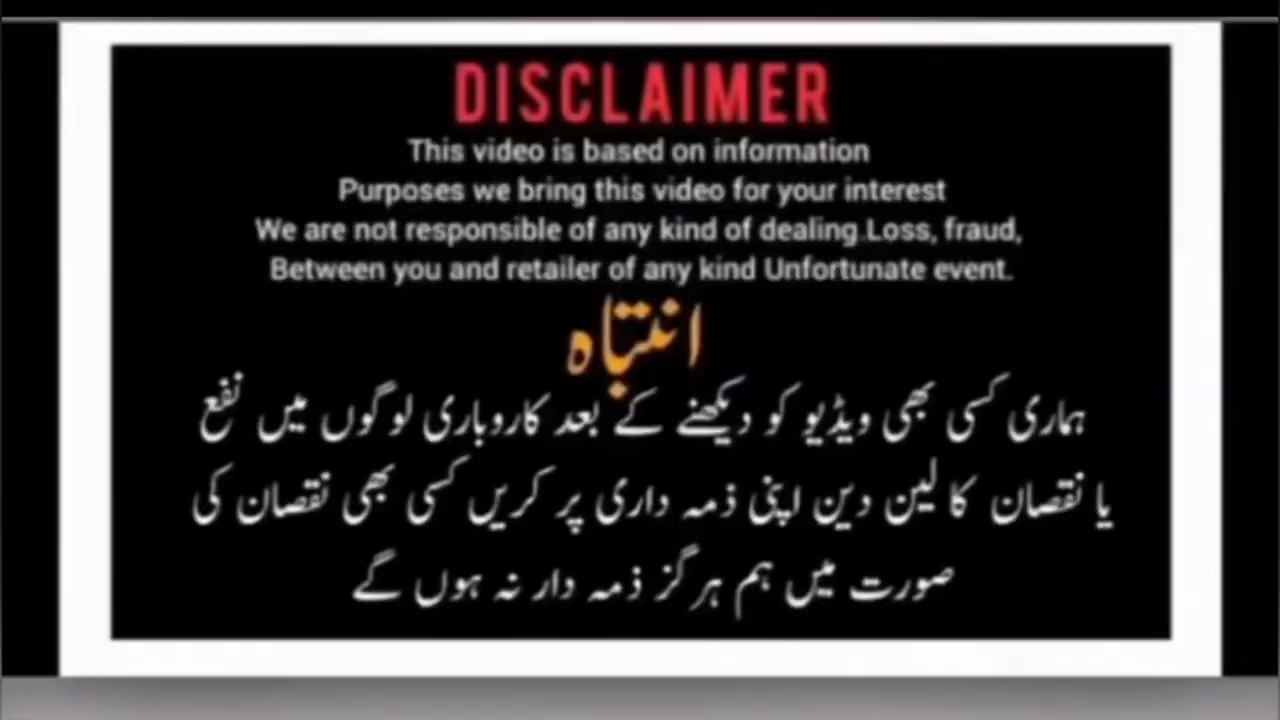 DISCLAIMER
This video is based on information
Purposes we bring this video for your interest
We are not responsible of any kind of dealing.Loss, fraud,
Between you and retailer of any kind Unfortunate event.
انتباہ
ہماری کسی بھی ویڈیو کو دیکھنے کے بعد کاروباری لوگوں میں نفع
یا نقصان کا لین دین اپنی ذمہ داری پر کریں کسی بھی نقصان کی
صورت میں ہم ہرگز ذمہ دار نہ ہوں گے